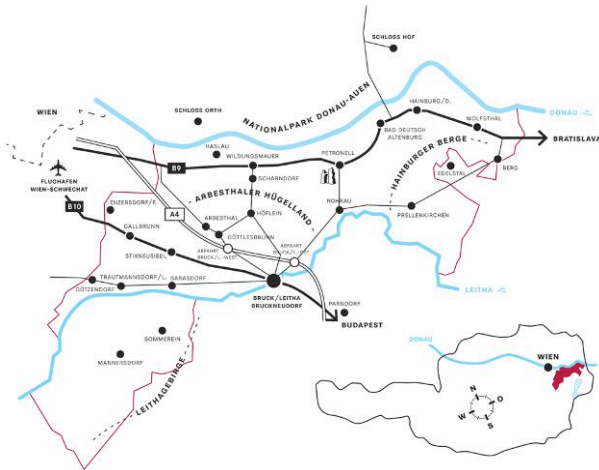 SCHLOSS HOF
WIEN
SCHLOSS ORTH
NATIONALPARK DONAU-AUEN
HAINBURG/D.
WOLFSTHAL
DONAU
BAD DEUTSCH
ALTENBURG
BRATISLAVA
HASLAU
WILDUNGSMAUER
PETRONELL
HAINBURGER BERGE
EDELSTAL
BERG
FLUGHAFEN
WIEN-SCHWECHAT
B9
SCHARNDORF
ARBESTHALER HÜGELLAND
B10
ENZERSDORF/F.
A4
ARBESTHAL
HÖFLEIN
ROHRAU
PRELLENKIRCHEN
GALLBRUNN
GÖTTLESBRUNN
STIXNEUSIEDL
ABFAHRT
BRUCK/L.-WEST
ABFAHRT
BRUCK/L.-OST
TRAUTMANNSDORF/L.
SARASDORF
GÖTZENDORF
LEITHA
BRUCK/LEITHA
BRUCKNEUDORF
PARNDORF
BUDAPEST
SOMMEREIN
MANNERSDORF
LEITHAGEBIRGE
DONAU
WIEN
N
O
W
S